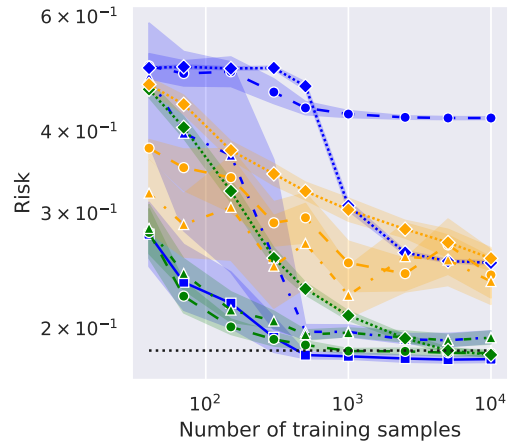 6 × 10⁻¹
4 × 10⁻¹
3 × 10⁻¹
2 × 10⁻¹
Risk
10²
10³
10⁴
Number of training samples